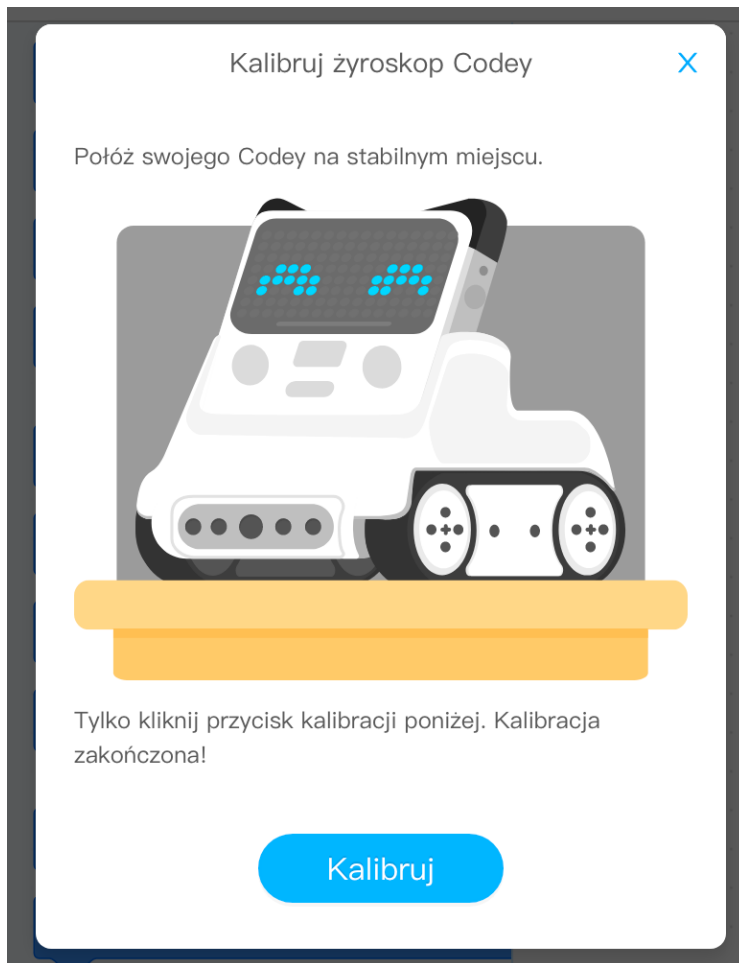 Kalibruj żyroskop Codey
X
Połóż swojego Codey na stabilnym miejscu.
Tylko kliknij przycisk kalibracji poniżej. Kalibracja
zakończona!
Kalibruj